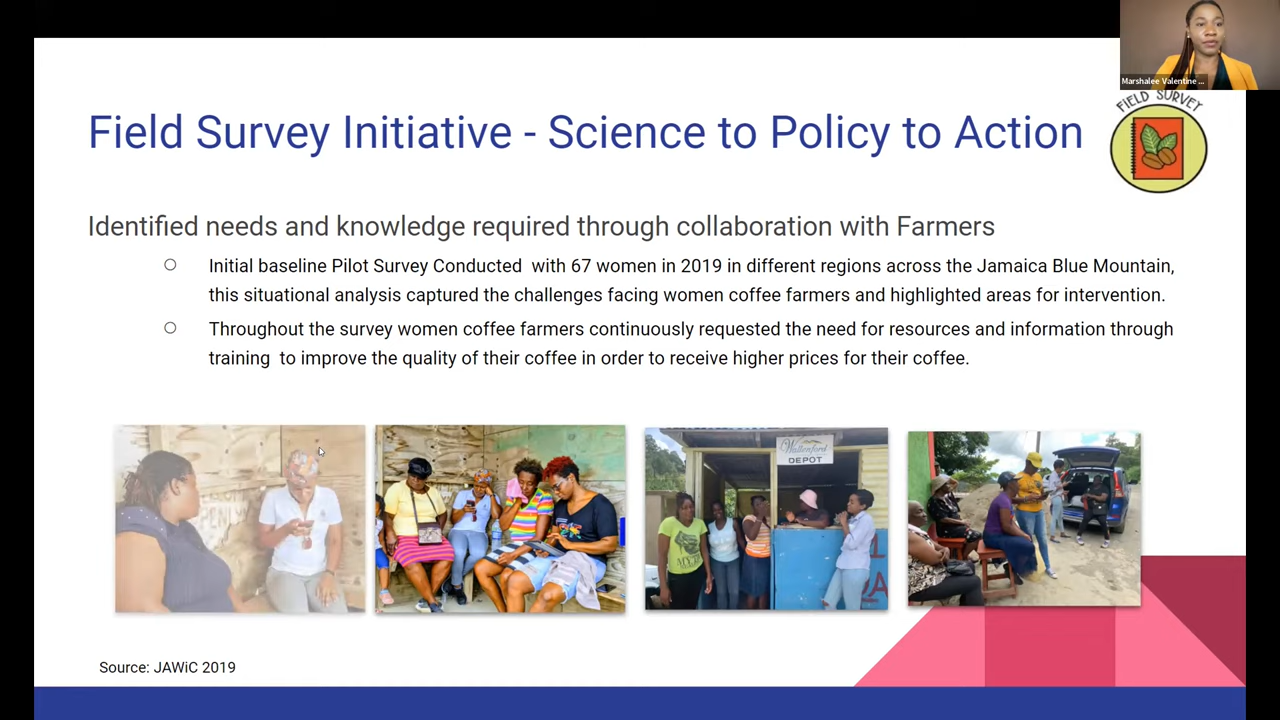 Marshalee Valentine ...
FIELD SURVEY
Field Survey Initiative - Science to Policy to Action
Identified needs and knowledge required through collaboration with Farmers
Initial baseline Pilot Survey Conducted with 67 women in 2019 in different regions across the Jamaica Blue Mountain,
this situational analysis captured the challenges facing women coffee farmers and highlighted areas for intervention.
Throughout the survey women coffee farmers continuously requested the need for resources and information through
training to improve the quality of their coffee in order to receive higher prices for their coffee.
Wallenford
DEPOT
Source: JAWiC 2019